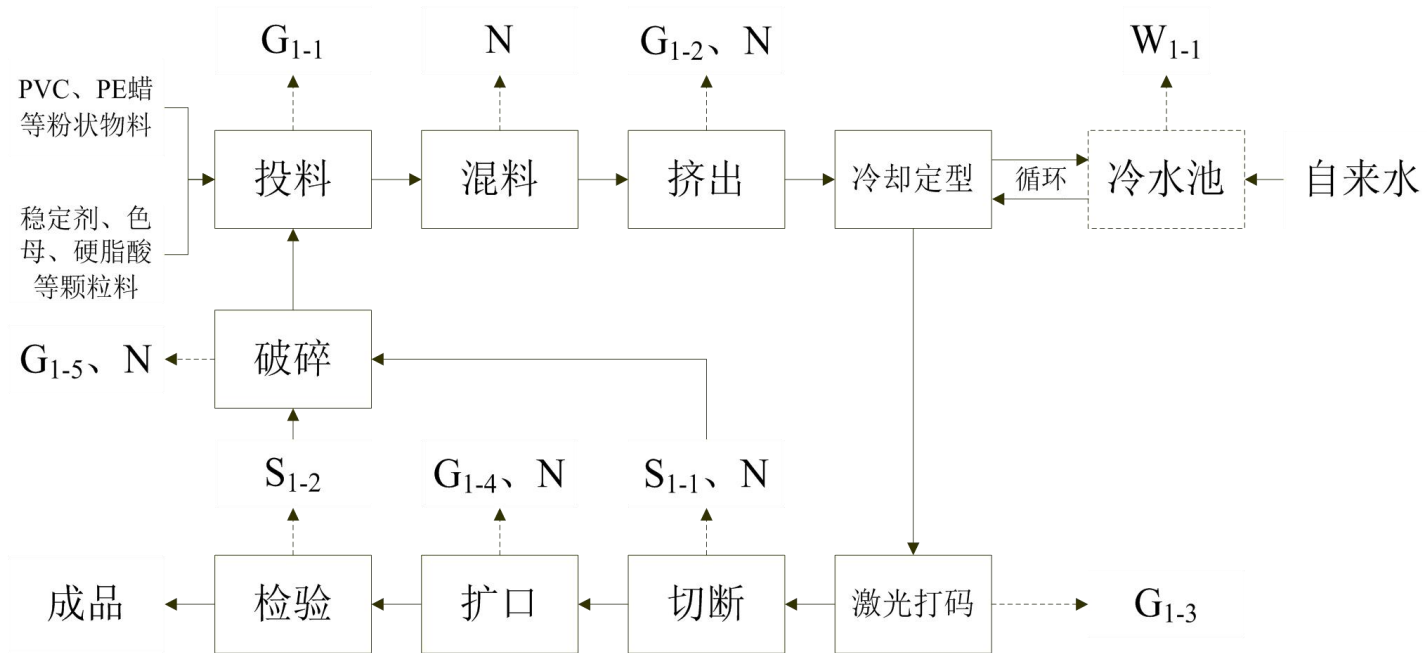 G₁₋₁
N
G₁₋₂、N
W₁₋₁
PVC、PE蜡
等粉状物料
投料
混料
挤出
冷却定型
循环
冷水池
自来水
稳定剂、色
母、硬脂酸
等颗粒料
G₁₋₅、N
破碎
S₁₋₂
G₁₋₄、N
S₁₋₁、N
成品
检验
扩口
切断
激光打码
G₁₋₃